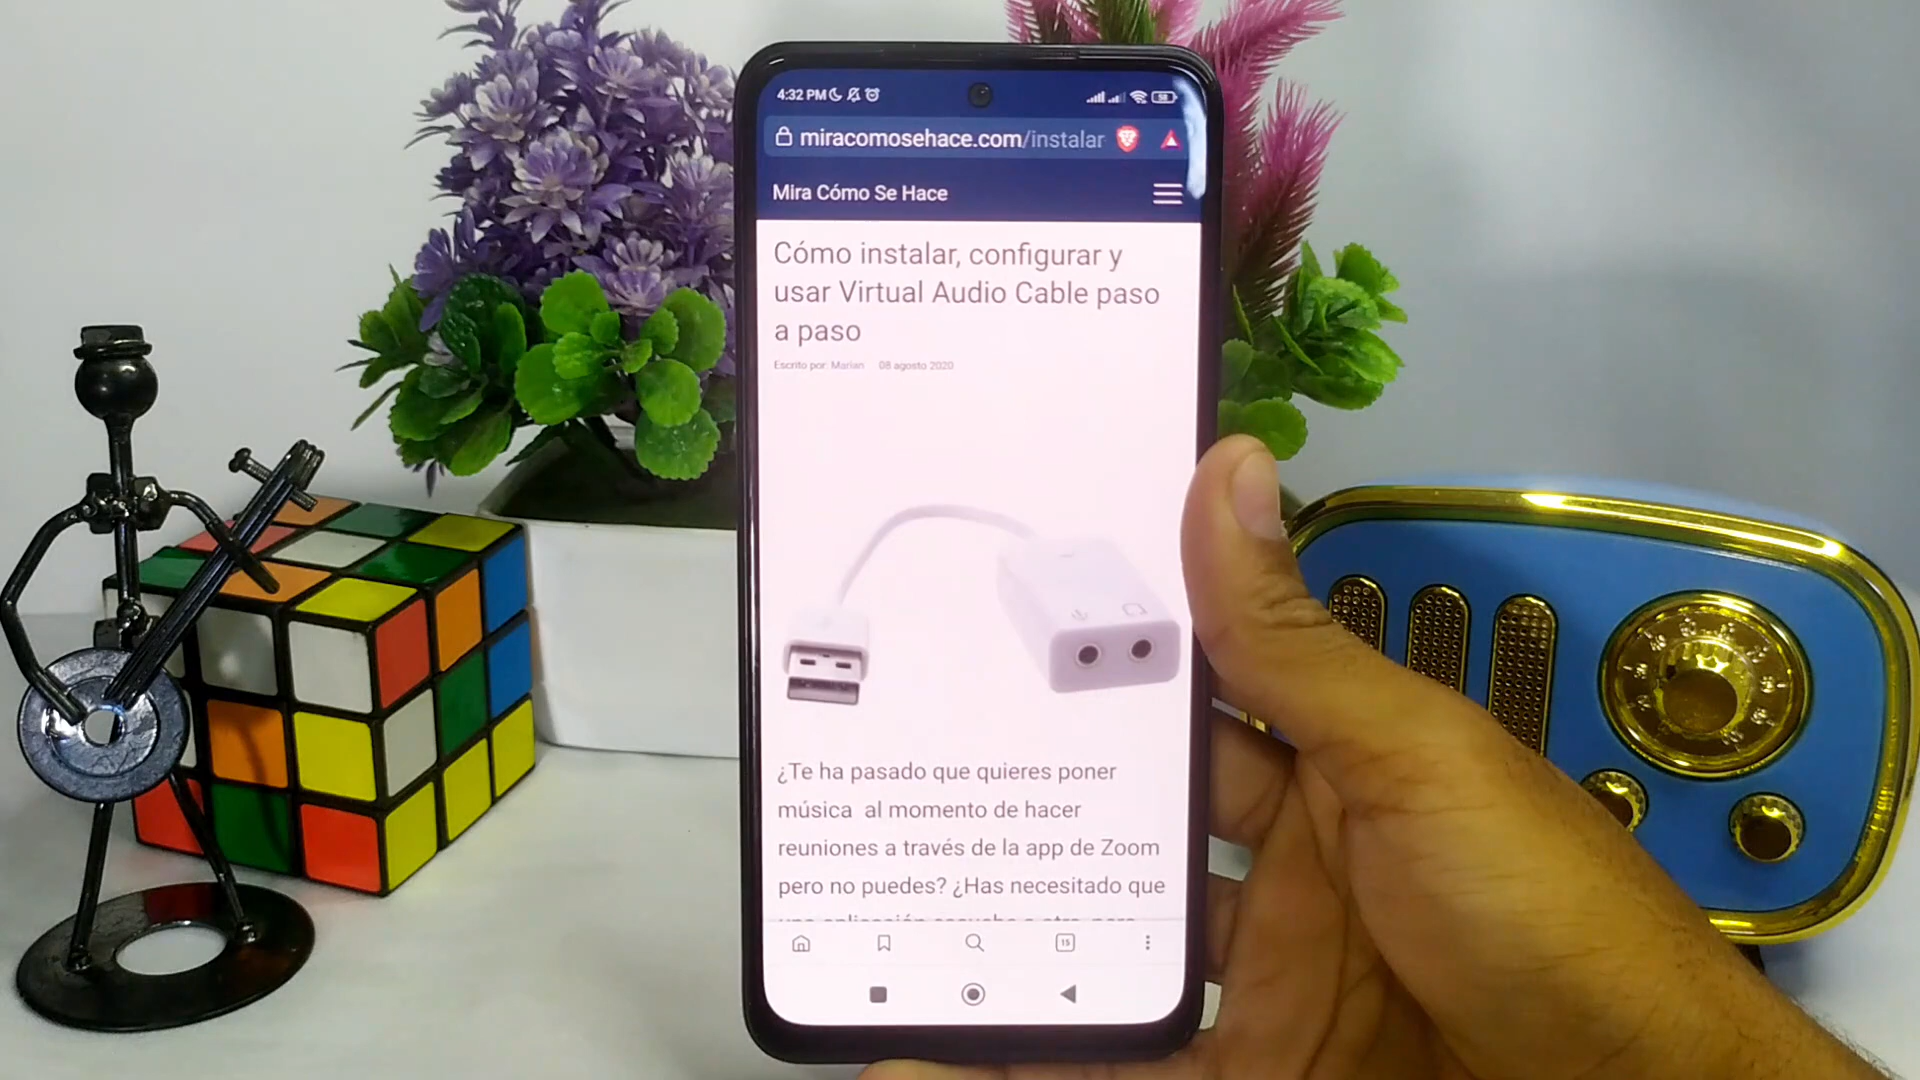 4:32 PM
58
miracomosehace.com/instalar
Mira Cómo Se Hace
Cómo instalar, configurar y
usar Virtual Audio Cable paso
a paso
Escrito por: Marian 08 agosto 2020
¿Te ha pasado que quieres poner
música al momento de hacer
reuniones a través de la app de Zoom
pero no puedes? ¿Has necesitado que
15